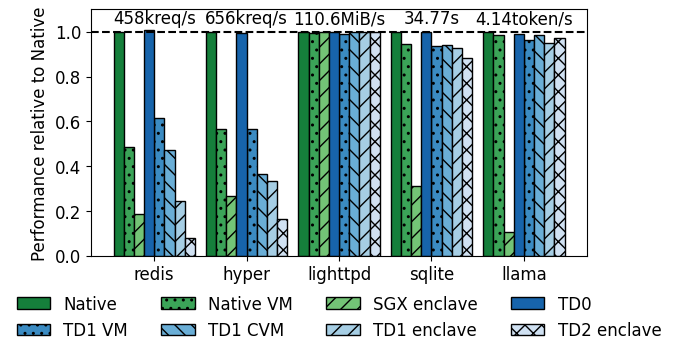 458kreq/s 656kreq/s 110.6MiB/s 34.77s 4.14token/s
Performance relative to Native
1.0
0.8
0.6
0.4
0.2
0.0
redis hyper lighttpd sqlite llama
Native Native VM SGX enclave TD0
TD1 VM TD1 CVM TD1 enclave TD2 enclave